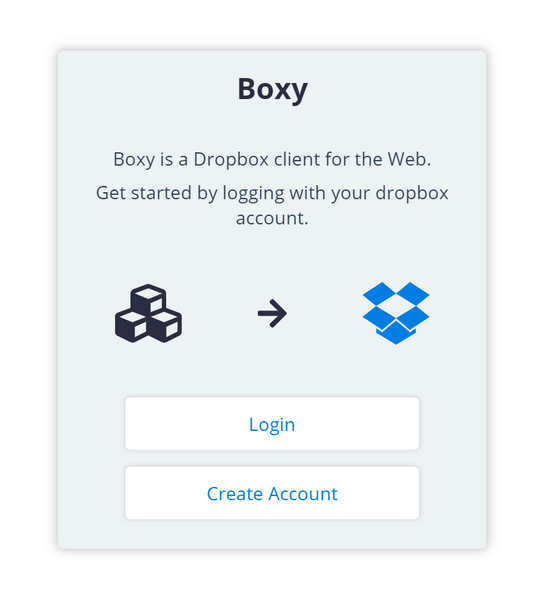 Boxy
Boxy is a Dropbox client for the Web.
Get started by logging with your dropbox
account.
Login
Create Account